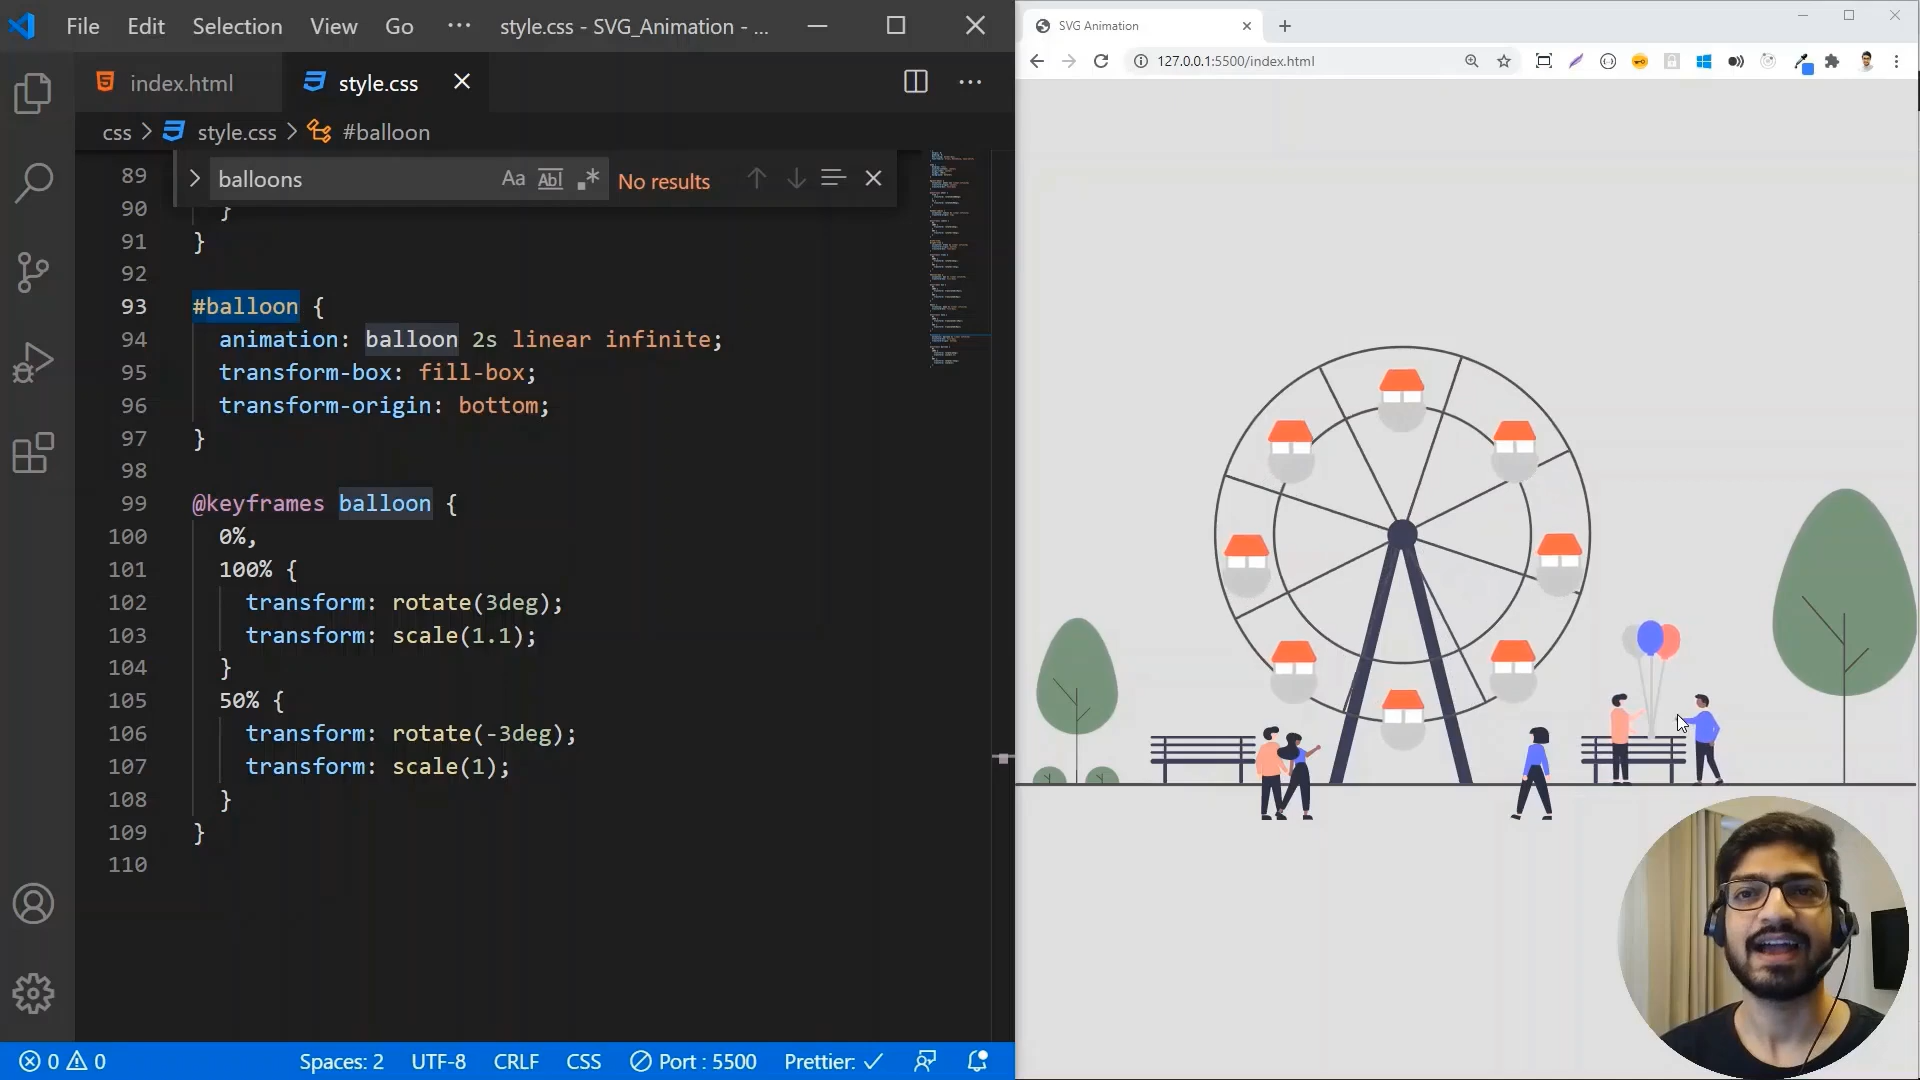 File Edit Selection View Go ··· style.css - SVG_Animation - ...
index.html style.css
css > style.css > #balloon
balloons Aa Abl .* No results
89
90 }
91 }
92
93 #balloon {
94 animation: balloon 2s linear infinite;
95 transform-box: fill-box;
96 transform-origin: bottom;
97 }
98
99 @keyframes balloon {
100 0%,
101 100% {
102 transform: rotate(3deg);
103 transform: scale(1.1);
104 }
105 50% {
106 transform: rotate(-3deg);
107 transform: scale(1);
108 }
109 }
110
0 0 Spaces: 2 UTF-8 CRLF CSS Port : 5500 Prettier: ✓
SVG Animation
127.0.0.1:5500/index.html